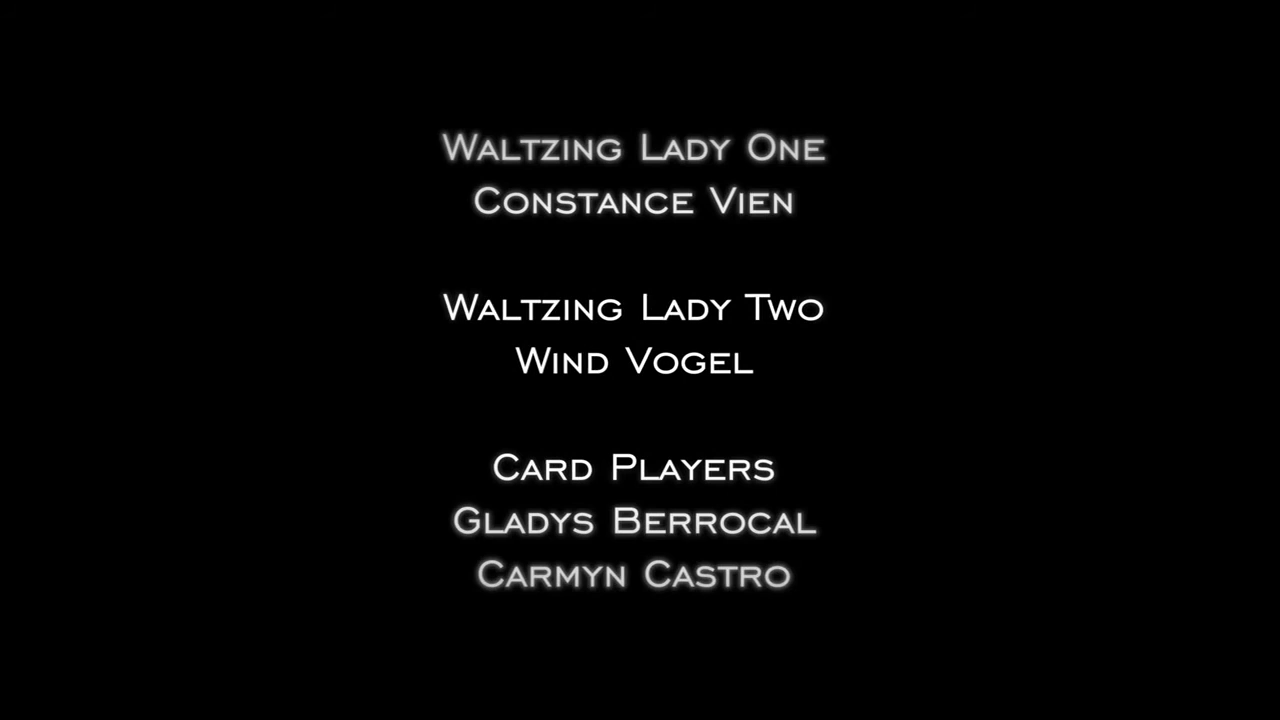 Waltzing Lady One
Constance Vien
Waltzing Lady Two
Wind Vogel
Card Players
Gladys Berrocal
Carmyn Castro